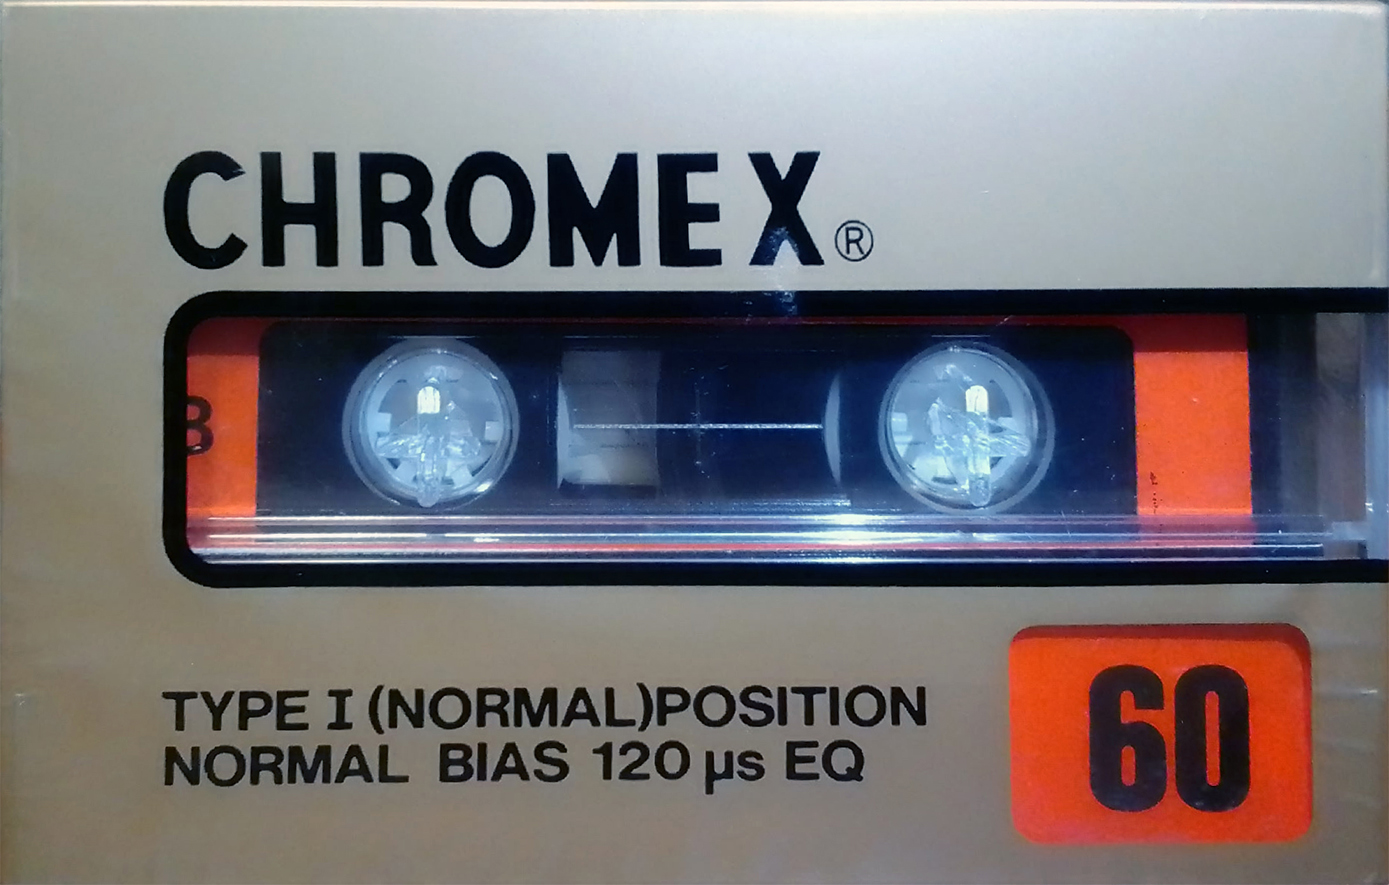 CHROMEX®
B
TYPE I (NORMAL)POSITION
NORMAL BIAS 120 µs EQ
60